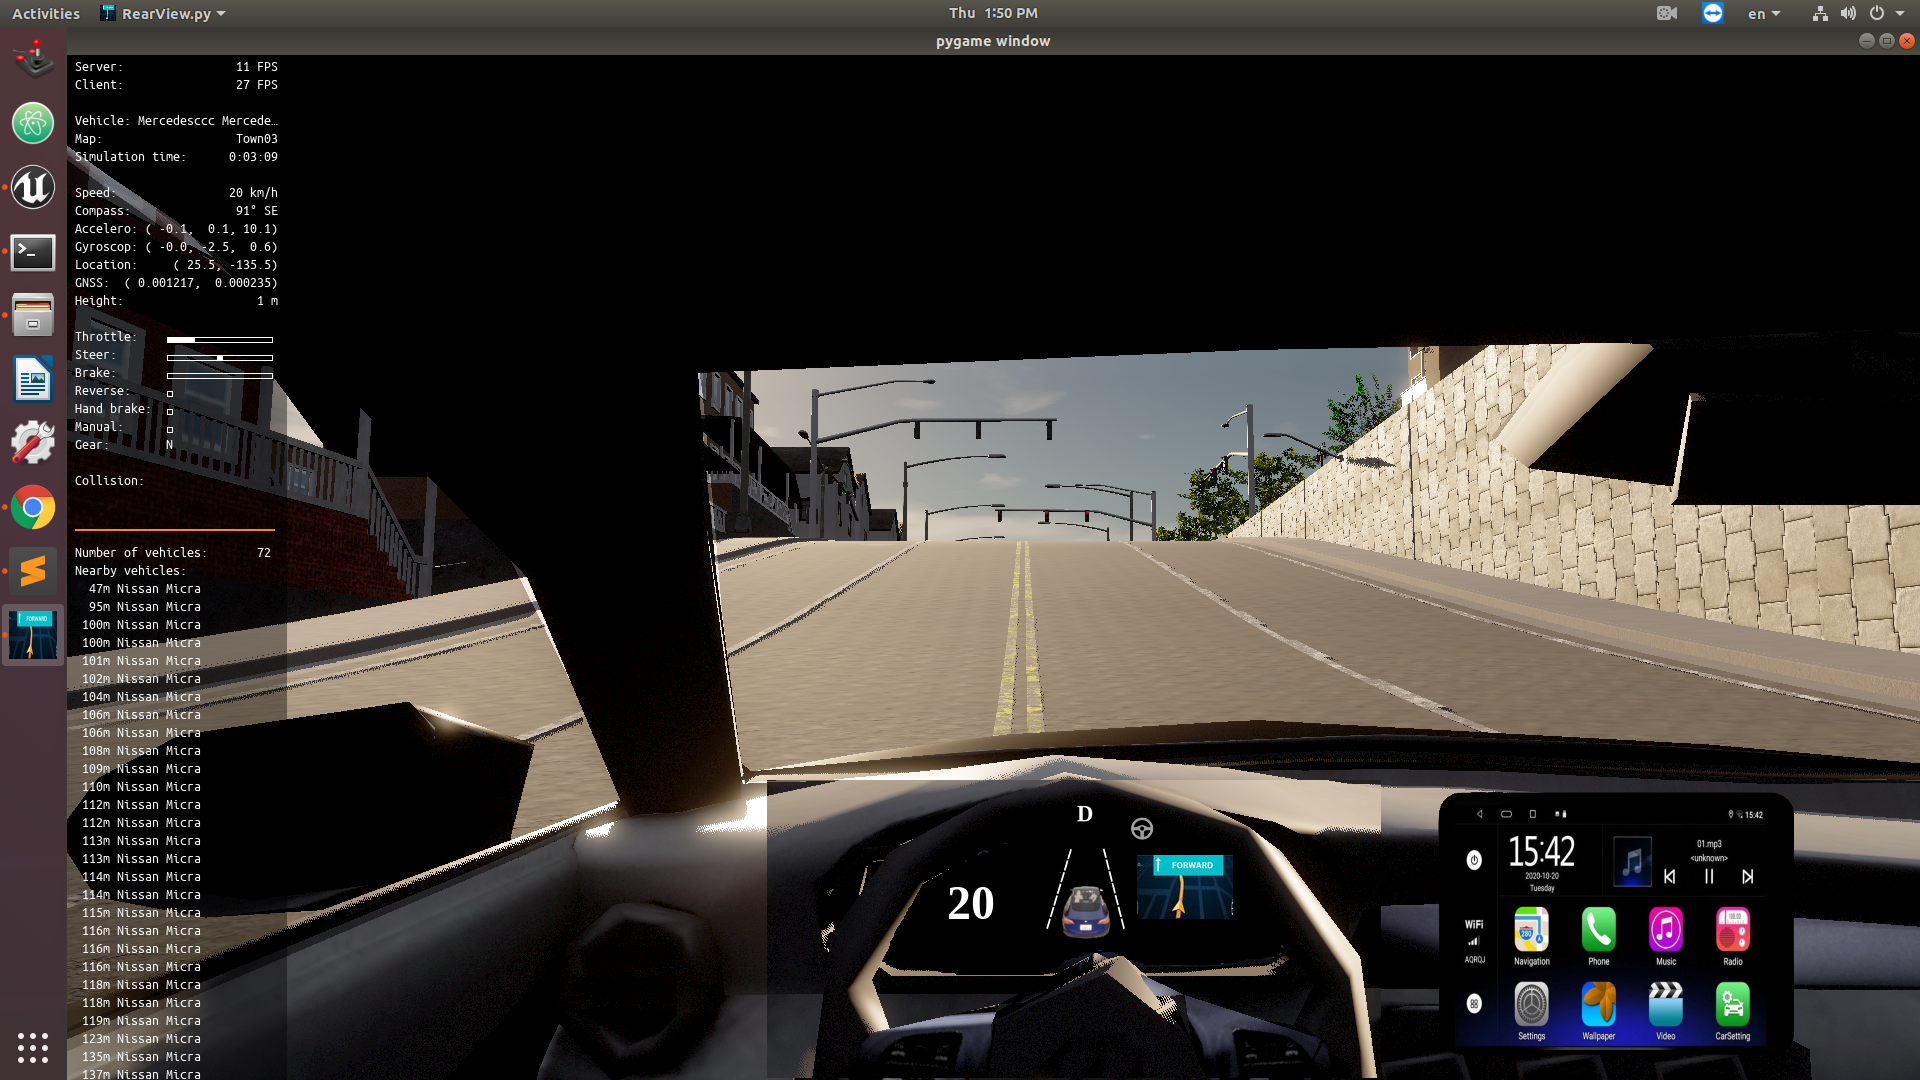 Activities
RearView.py
Thu 1:50 PM
en
pygame window
Server: 11 FPS
Client: 27 FPS
Vehicle: Mercedesccc Mercede…
Map: Town03
Simulation time: 0:03:09
Speed: 20 km/h
Compass: 91° SE
Accelero: ( -0.1, 0.1, 10.1)
Gyroscop: ( -0.0, -2.5, 0.6)
Location: ( 25.5, -135.5)
GNSS: ( 0.001217, 0.000235)
Height: 1 m
Throttle:
Steer:
Brake:
Reverse:
Hand brake:
Manual:
Gear: N
Collision:
Number of vehicles: 72
Nearby vehicles:
47m Nissan Micra
95m Nissan Micra
100m Nissan Micra
100m Nissan Micra
101m Nissan Micra
102m Nissan Micra
104m Nissan Micra
106m Nissan Micra
106m Nissan Micra
108m Nissan Micra
109m Nissan Micra
110m Nissan Micra
112m Nissan Micra
112m Nissan Micra
113m Nissan Micra
113m Nissan Micra
114m Nissan Micra
114m Nissan Micra
115m Nissan Micra
116m Nissan Micra
116m Nissan Micra
116m Nissan Micra
118m Nissan Micra
118m Nissan Micra
119m Nissan Micra
123m Nissan Micra
135m Nissan Micra
137m Nissan Micra
FORWARD
D
FORWARD
20
15:42
15:42
2020-10-20
Tuesday
01.mp3
<unknown>
WiFi
AQRQJ
280
Navigation
Phone
Music
100.00
Radio
Settings
Wallpaper
Video
CarSetting